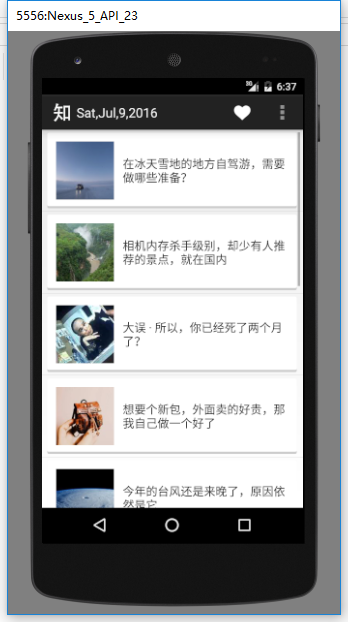 5556:Nexus_5_API_23
3G 6:37
知 Sat,Jul,9,2016
在冰天雪地的地方自驾游，需要
做哪些准备？
相机内存杀手级别，却少有人推
荐的景点，就在国内
大误 · 所以，你已经死了两个月
了？
想要个新包，外面卖的好贵，那
我自己做一个好了
今年的台风还是来晚了，原因依
然是它